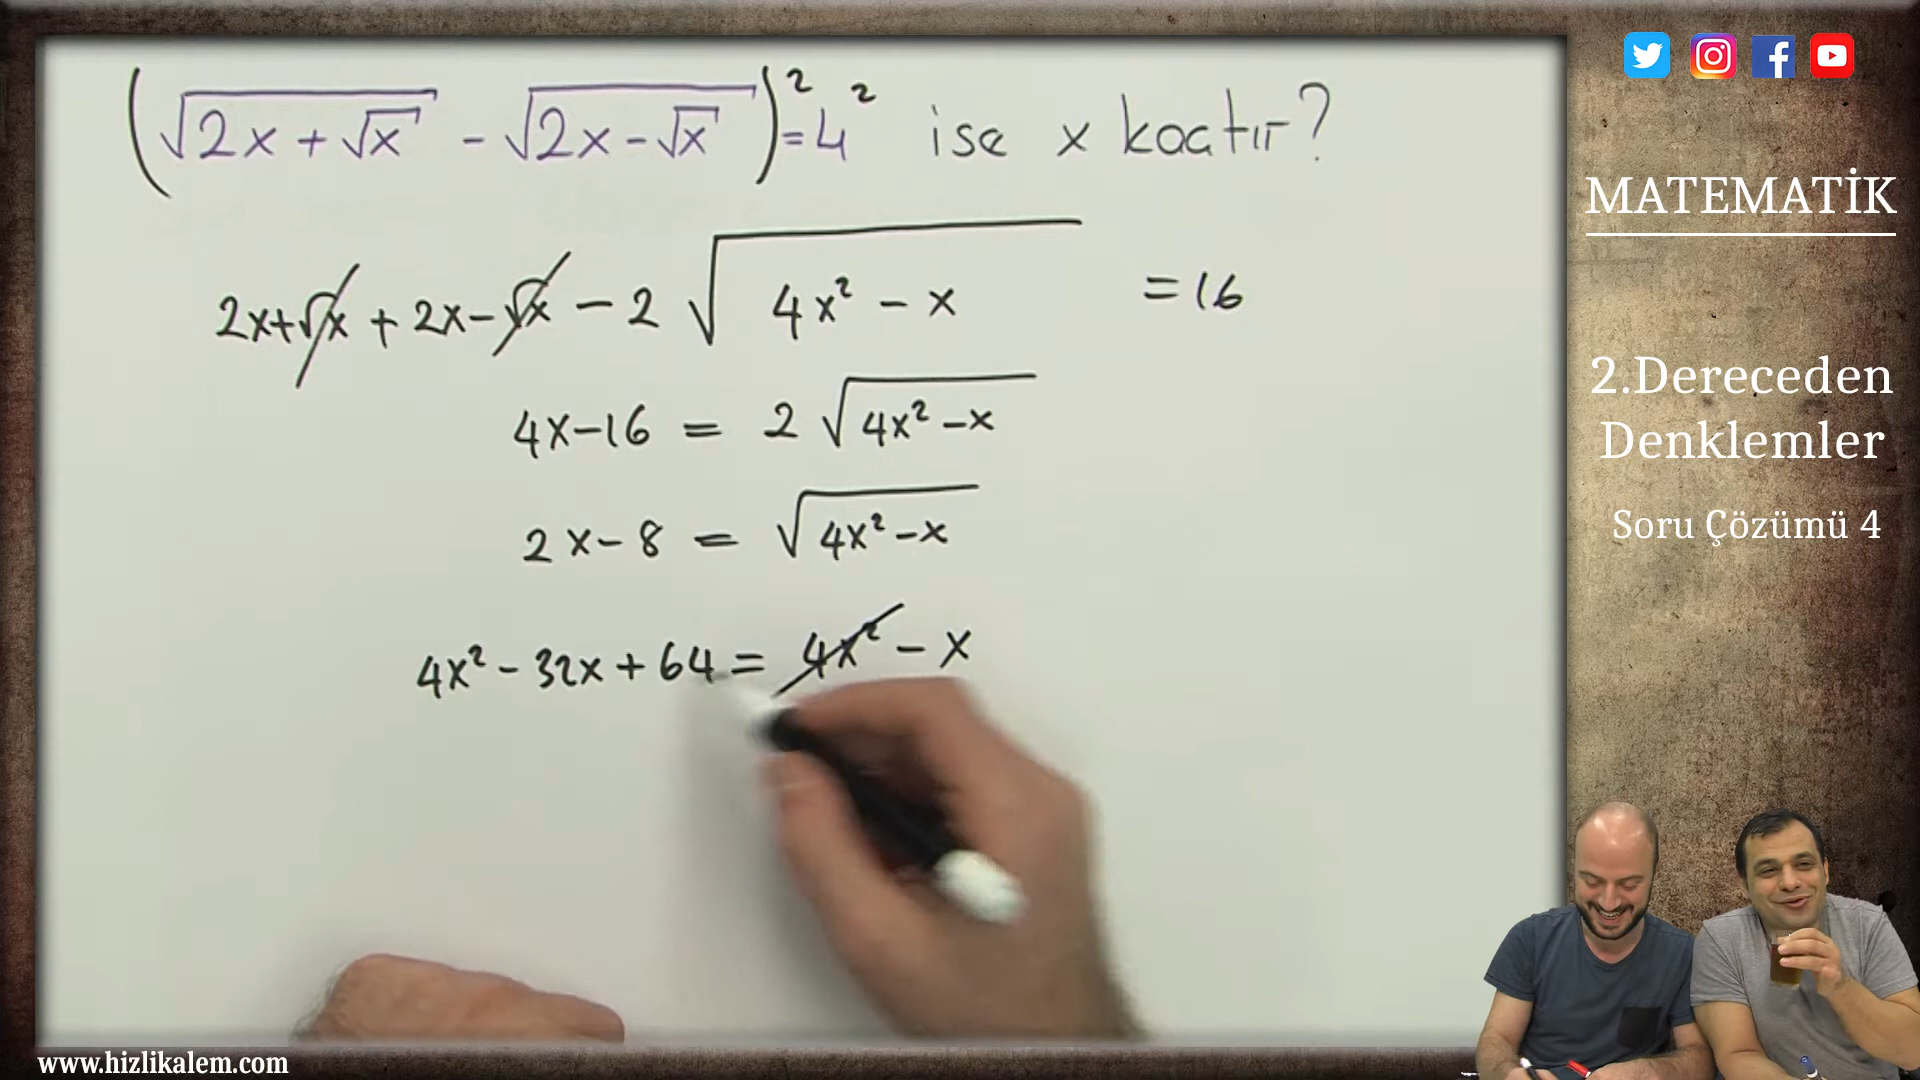 (√(2x + √x) - √(2x - √x))² = 4² ise x kaçtır?
2x+√x + 2x-√x - 2√(4x² - x) = 16
4x-16 = 2√(4x²-x)
2x-8 = √(4x²-x)
4x² - 32x + 64 = 4x² - x
MATEMATİK
2.Dereceden
Denklemler
Soru Çözümü 4
www.hizlikalem.com